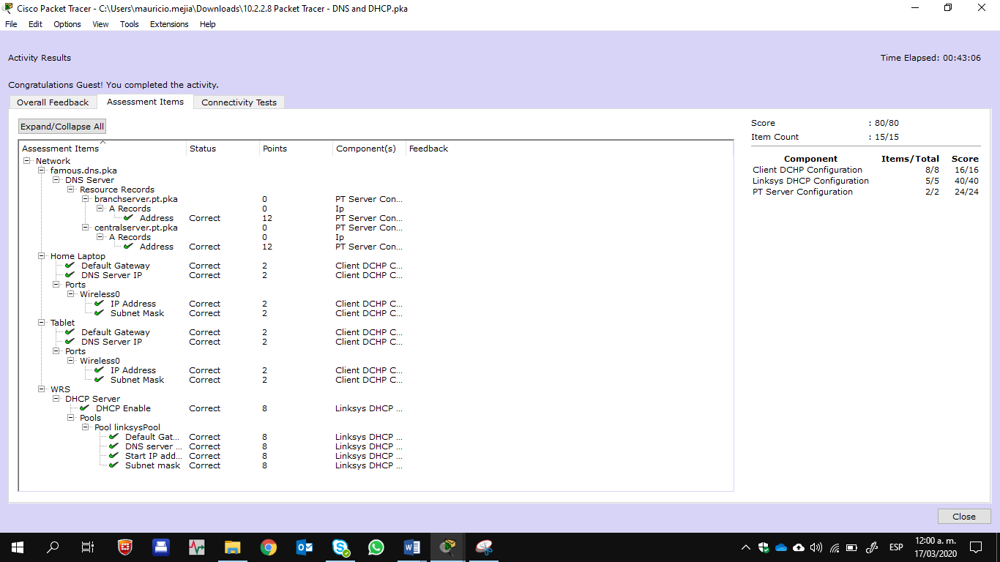 Cisco Packet Tracer - C:\Users\mauricio.mejia\Downloads\10.2.2.8 Packet Tracer - DNS and DHCP.pka
File Edit Options View Tools Extensions Help
Activity Results
Time Elapsed: 00:43:06
Congratulations Guest! You completed the activity.
Overall Feedback Assessment Items Connectivity Tests
Expand/Collapse All
Assessment Items Status Points Component(s) Feedback
Network
famous.dns.pka
DNS Server
Resource Records
branchserver.pt.pka 0 PT Server Con...
A Records 0 Ip
Address Correct 12 PT Server Con...
centralserver.pt.pka 0 PT Server Con...
A Records 0 Ip
Address Correct 12 PT Server Con...
Home Laptop
Default Gateway Correct 2 Client DCHP C...
DNS Server IP Correct 2 Client DCHP C...
Ports
Wireless0
IP Address Correct 2 Client DCHP C...
Subnet Mask Correct 2 Client DCHP C...
Tablet
Default Gateway Correct 2 Client DCHP C...
DNS Server IP Correct 2 Client DCHP C...
Ports
Wireless0
IP Address Correct 2 Client DCHP C...
Subnet Mask Correct 2 Client DCHP C...
WRS
DHCP Server
DHCP Enable Correct 8 Linksys DHCP ...
Pools
Pool linksysPool
Default Gat... Correct 8 Linksys DHCP ...
DNS server ... Correct 8 Linksys DHCP ...
Start IP add... Correct 8 Linksys DHCP ...
Subnet mask Correct 8 Linksys DHCP ...
Score : 80/80
Item Count : 15/15
Component Items/Total Score
Client DCHP Configuration 8/8 16/16
Linksys DHCP Configuration 5/5 40/40
PT Server Configuration 2/2 24/24
Close
ESP
12:00 a. m.
17/03/2020